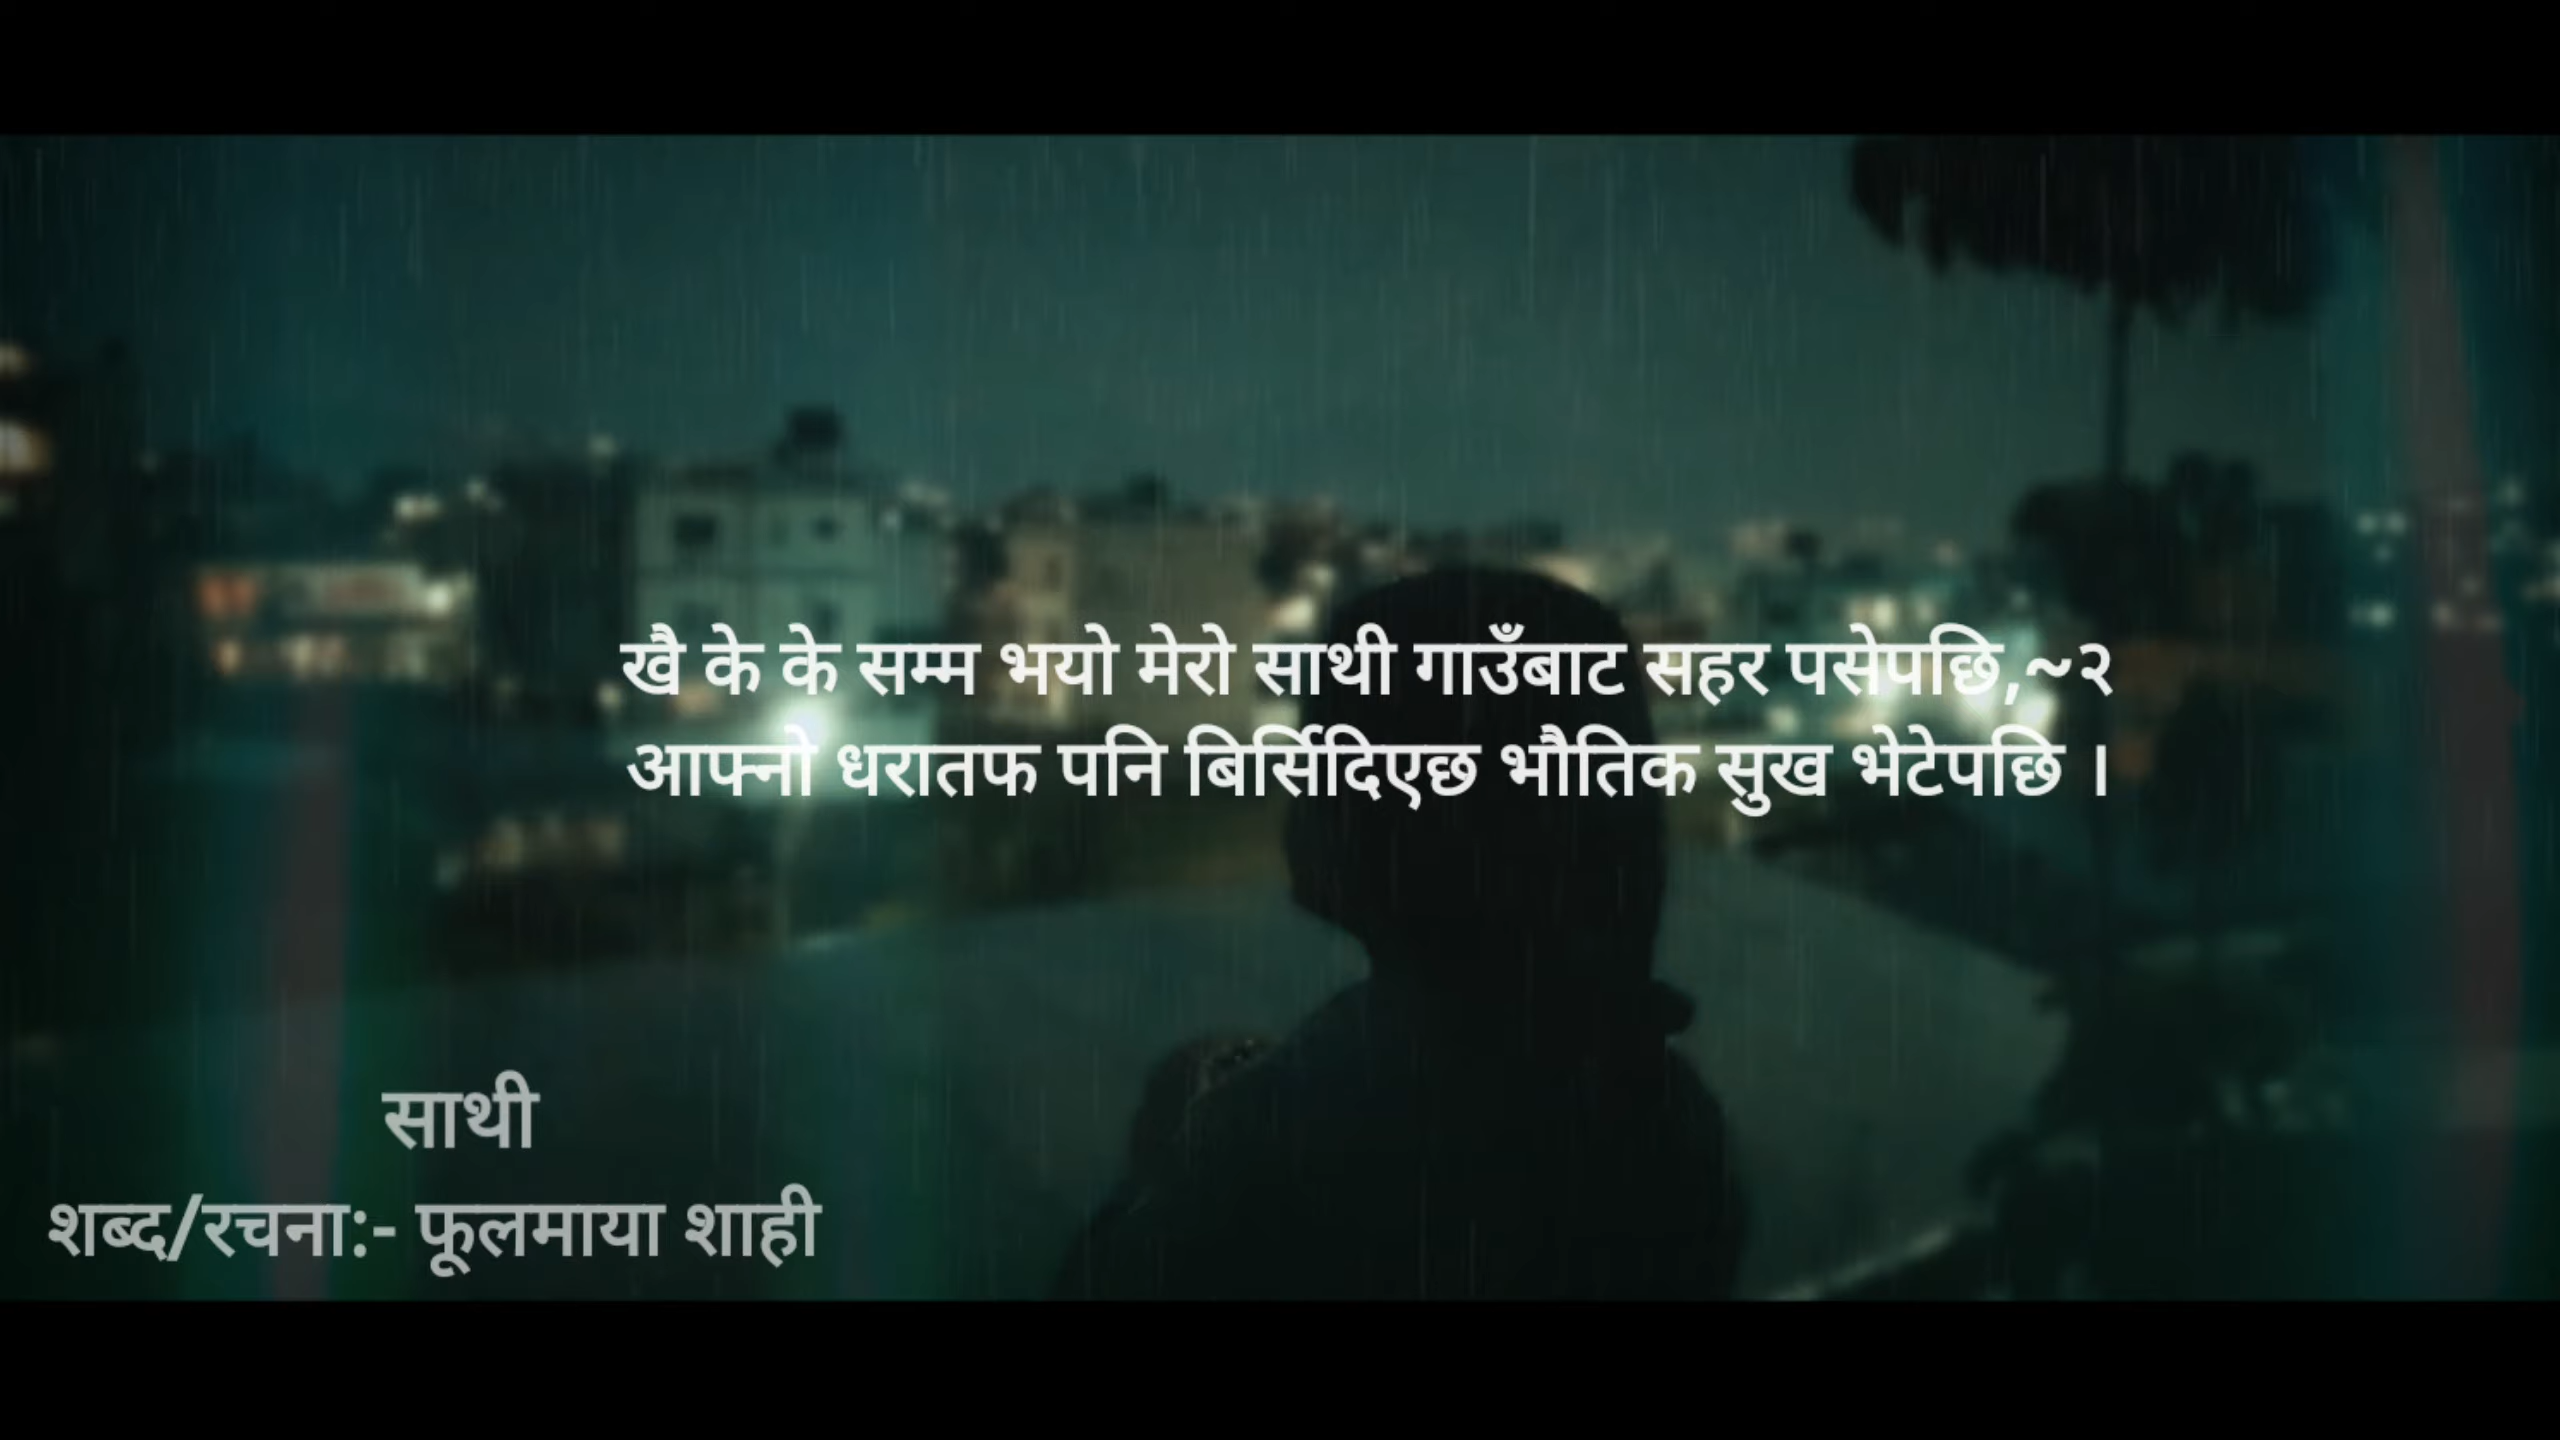 खै के के सम्म भयो मेरो साथी गाउँबाट सहर पसेपछि,~२
आफ्नो धरातफ पनि बिर्सिदिएछ भौतिक सुख भेटेपछि ।
साथी
शब्द/रचना:- फूलमाया शाही